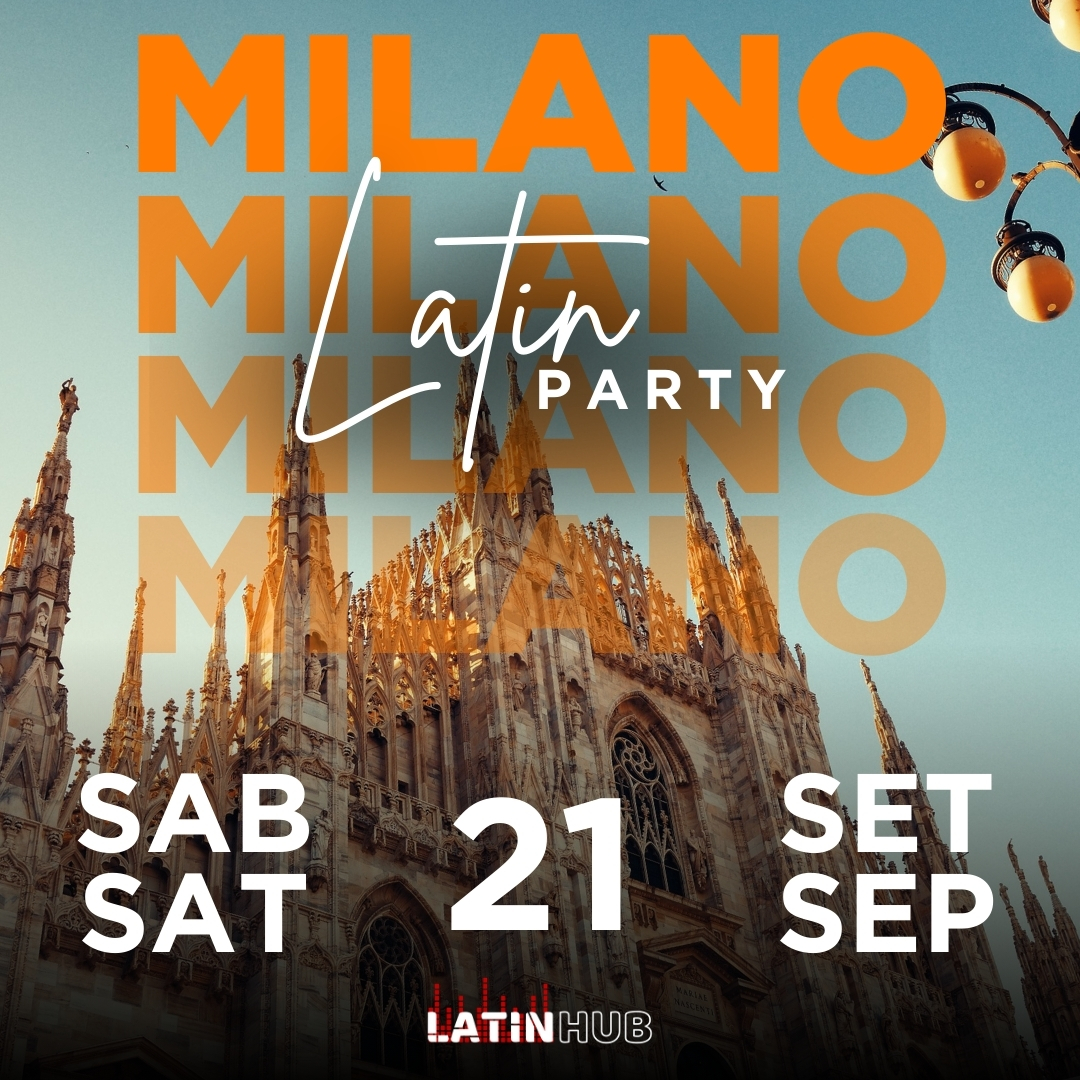 MILANO
MILANO
Latin
PARTY
MILANO
MILANO
SAB 21 SET
SAT SEP
LATINHUB